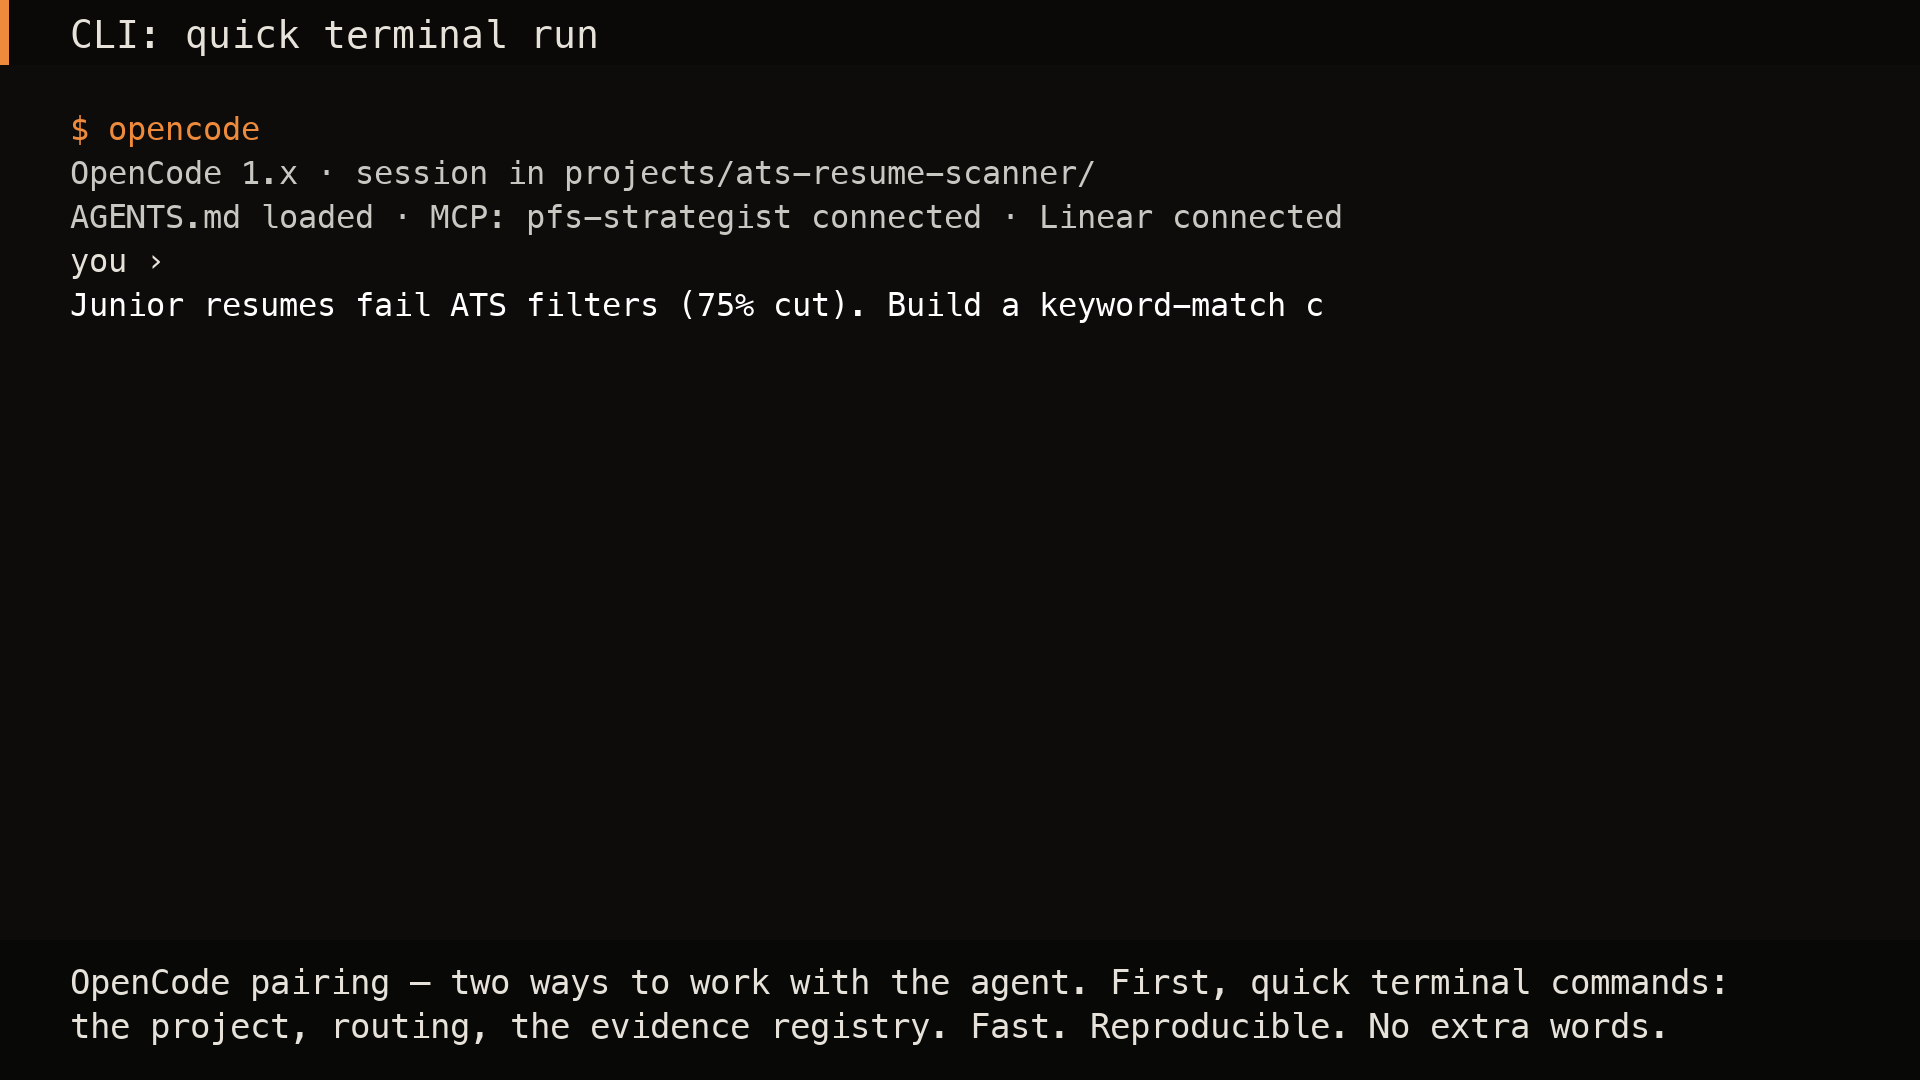 CLI: quick terminal run
$ opencode
OpenCode 1.x · session in projects/ats-resume-scanner/
AGENTS.md loaded · MCP: pfs-strategist connected · Linear connected
you ›
Junior resumes fail ATS filters (75% cut). Build a keyword-match c
OpenCode pairing — two ways to work with the agent. First, quick terminal commands:
the project, routing, the evidence registry. Fast. Reproducible. No extra words.